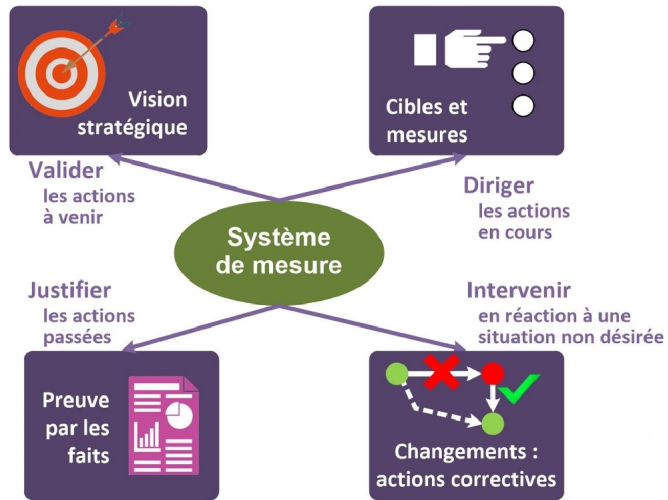 Vision
stratégique
Cibles et
mesures
Valider
les actions
à venir
Diriger
les actions
en cours
Système
de mesure
Justifier
les actions
passées
Intervenir
en réaction à une
situation non désirée
Preuve
par les
faits
Changements :
actions correctives